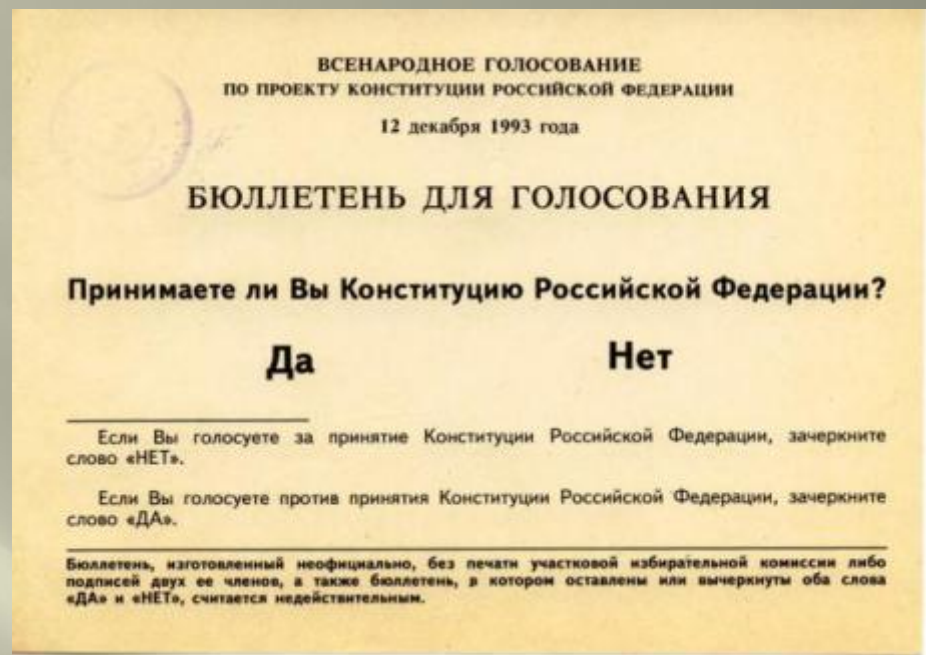 ВСЕНАРОДНОЕ ГОЛОСОВАНИЕ
ПО ПРОЕКТУ КОНСТИТУЦИИ РОССИЙСКОЙ ФЕДЕРАЦИИ
12 декабря 1993 года
БЮЛЛЕТЕНЬ ДЛЯ ГОЛОСОВАНИЯ
Принимаете ли Вы Конституцию Российской Федерации?
Да Нет
Если Вы голосуете за принятие Конституции Российской Федерации, зачеркните
слово «НЕТ».
Если Вы голосуете против принятия Конституции Российской Федерации, зачеркните
слово «ДА».
Бюллетень, изготовленный неофициально, без печати участковой избирательной комиссии либо
подписей двух ее членов, а также бюллетень, в котором оставлены или вычеркнуты оба слова
«ДА» и «НЕТ», считается недействительным.